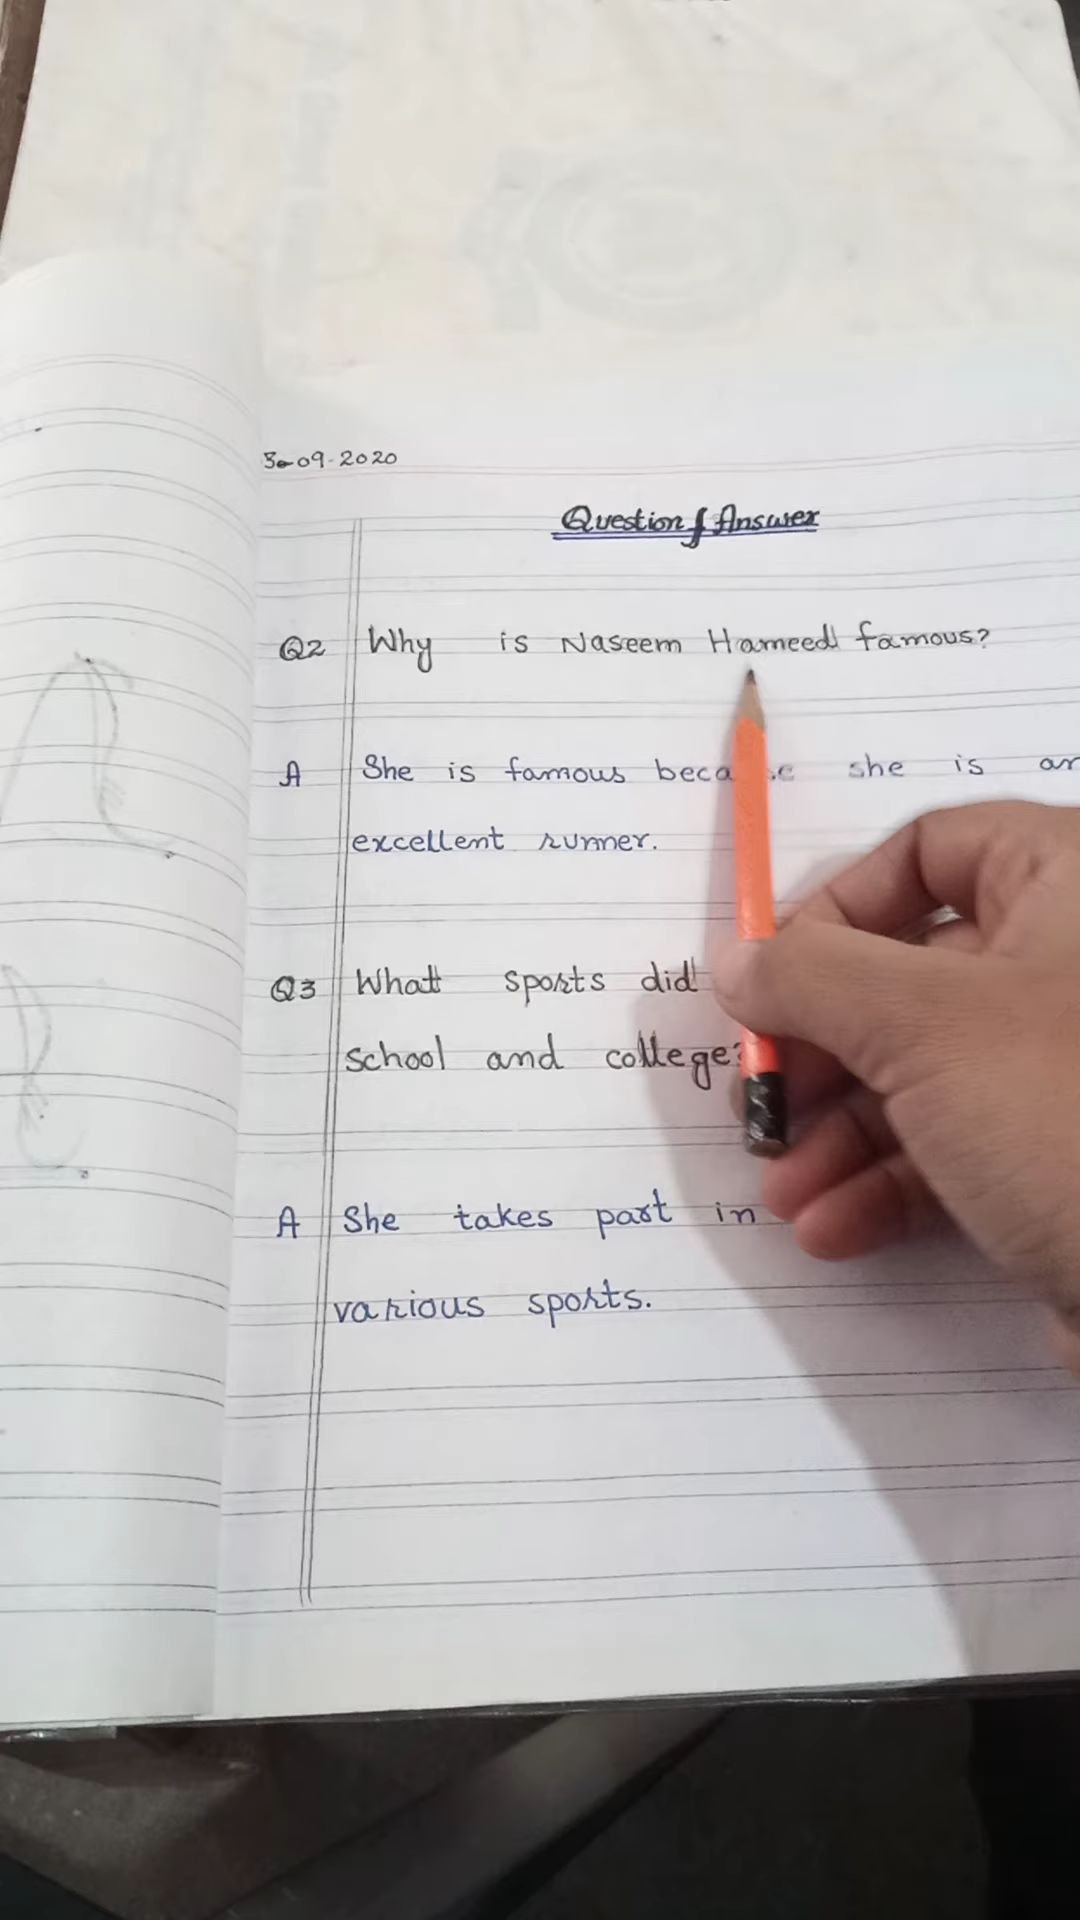 30-09-2020
Question / Answer
Q2 Why is Naseem Hameed famous?
A She is famous because she is an
excellent runner.
Q3 What sports did
school and college?
A She takes part in
various sports.